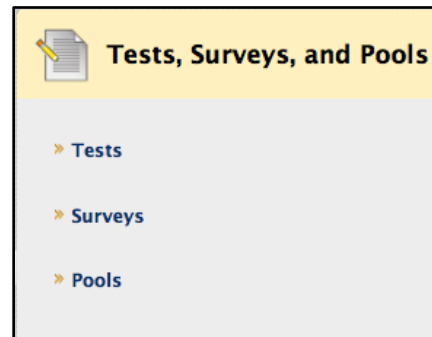 Tests, Surveys, and Pools
» Tests
» Surveys
» Pools